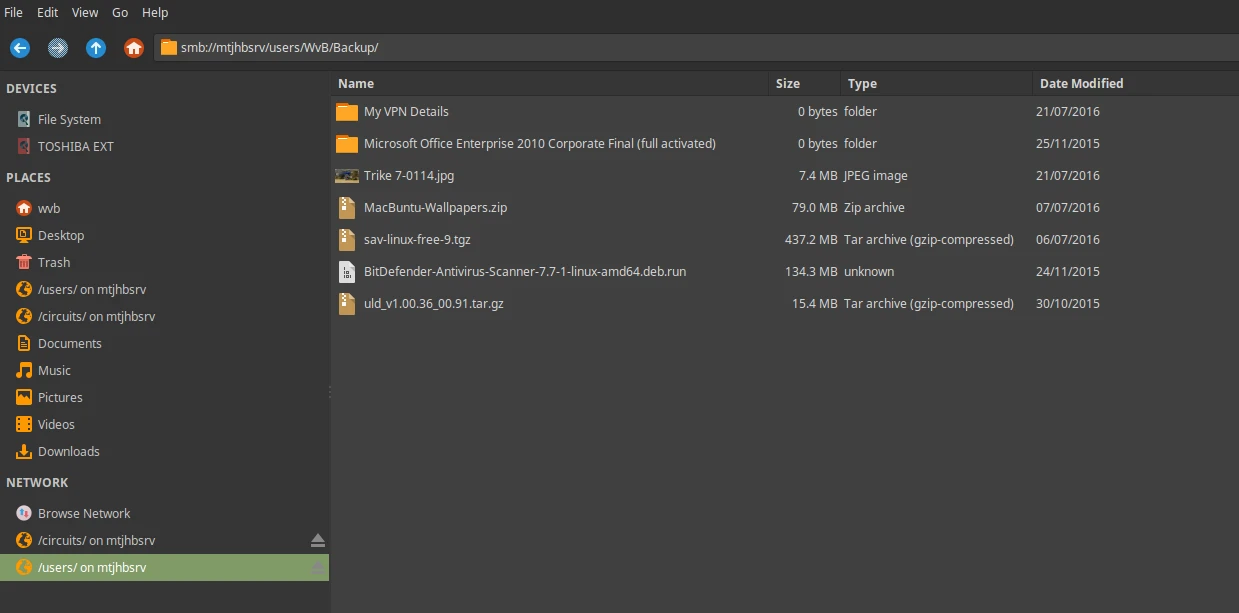 File Edit View Go Help
smb://mtjhbsrv/users/WvB/Backup/
DEVICES
File System
TOSHIBA EXT
PLACES
wvb
Desktop
Trash
/users/ on mtjhbsrv
/circuits/ on mtjhbsrv
Documents
Music
Pictures
Videos
Downloads
NETWORK
Browse Network
/circuits/ on mtjhbsrv
/users/ on mtjhbsrv
Name Size Type Date Modified
My VPN Details 0 bytes folder 21/07/2016
Microsoft Office Enterprise 2010 Corporate Final (full activated) 0 bytes folder 25/11/2015
Trike 7-0114.jpg 7.4 MB JPEG image 21/07/2016
MacBuntu-Wallpapers.zip 79.0 MB Zip archive 07/07/2016
sav-linux-free-9.tgz 437.2 MB Tar archive (gzip-compressed) 06/07/2016
BitDefender-Antivirus-Scanner-7.7-1-linux-amd64.deb.run 134.3 MB unknown 24/11/2015
uld_v1.00.36_00.91.tar.gz 15.4 MB Tar archive (gzip-compressed) 30/10/2015